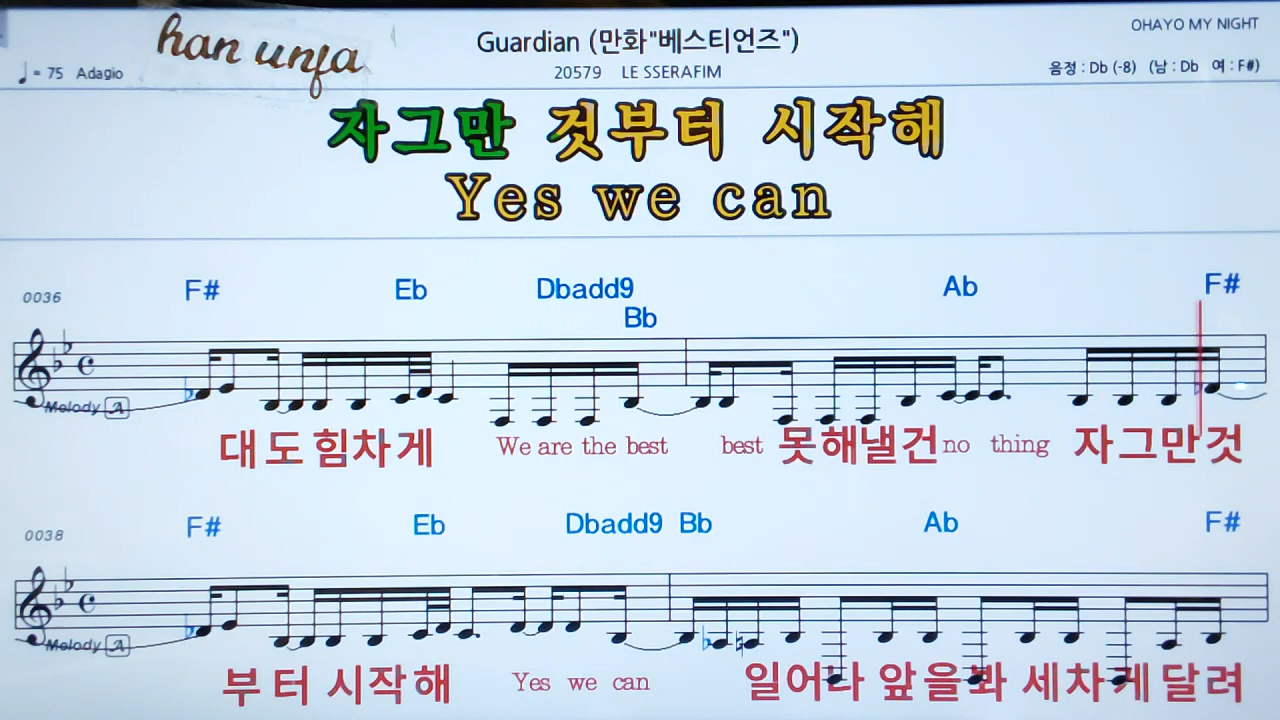 han unfa
Guardian (만화"베스티언즈")
OHAYO MY NIGHT
♩= 75 Adagio
20579 LE SSERAFIM
음정 : Db (-8) (남 : Db 여 : F#)
자그만 것부터 시작해
Yes we can
0036 F# Eb Dbadd9 Ab F#
Bb
Melody A
대도힘차게 We are the best best 못해낼건 no thing 자그만것
0038 F# Eb Dbadd9 Bb Ab F#
Melody A
부터 시작해 Yes we can 일어나 앞을봐 세차게달려